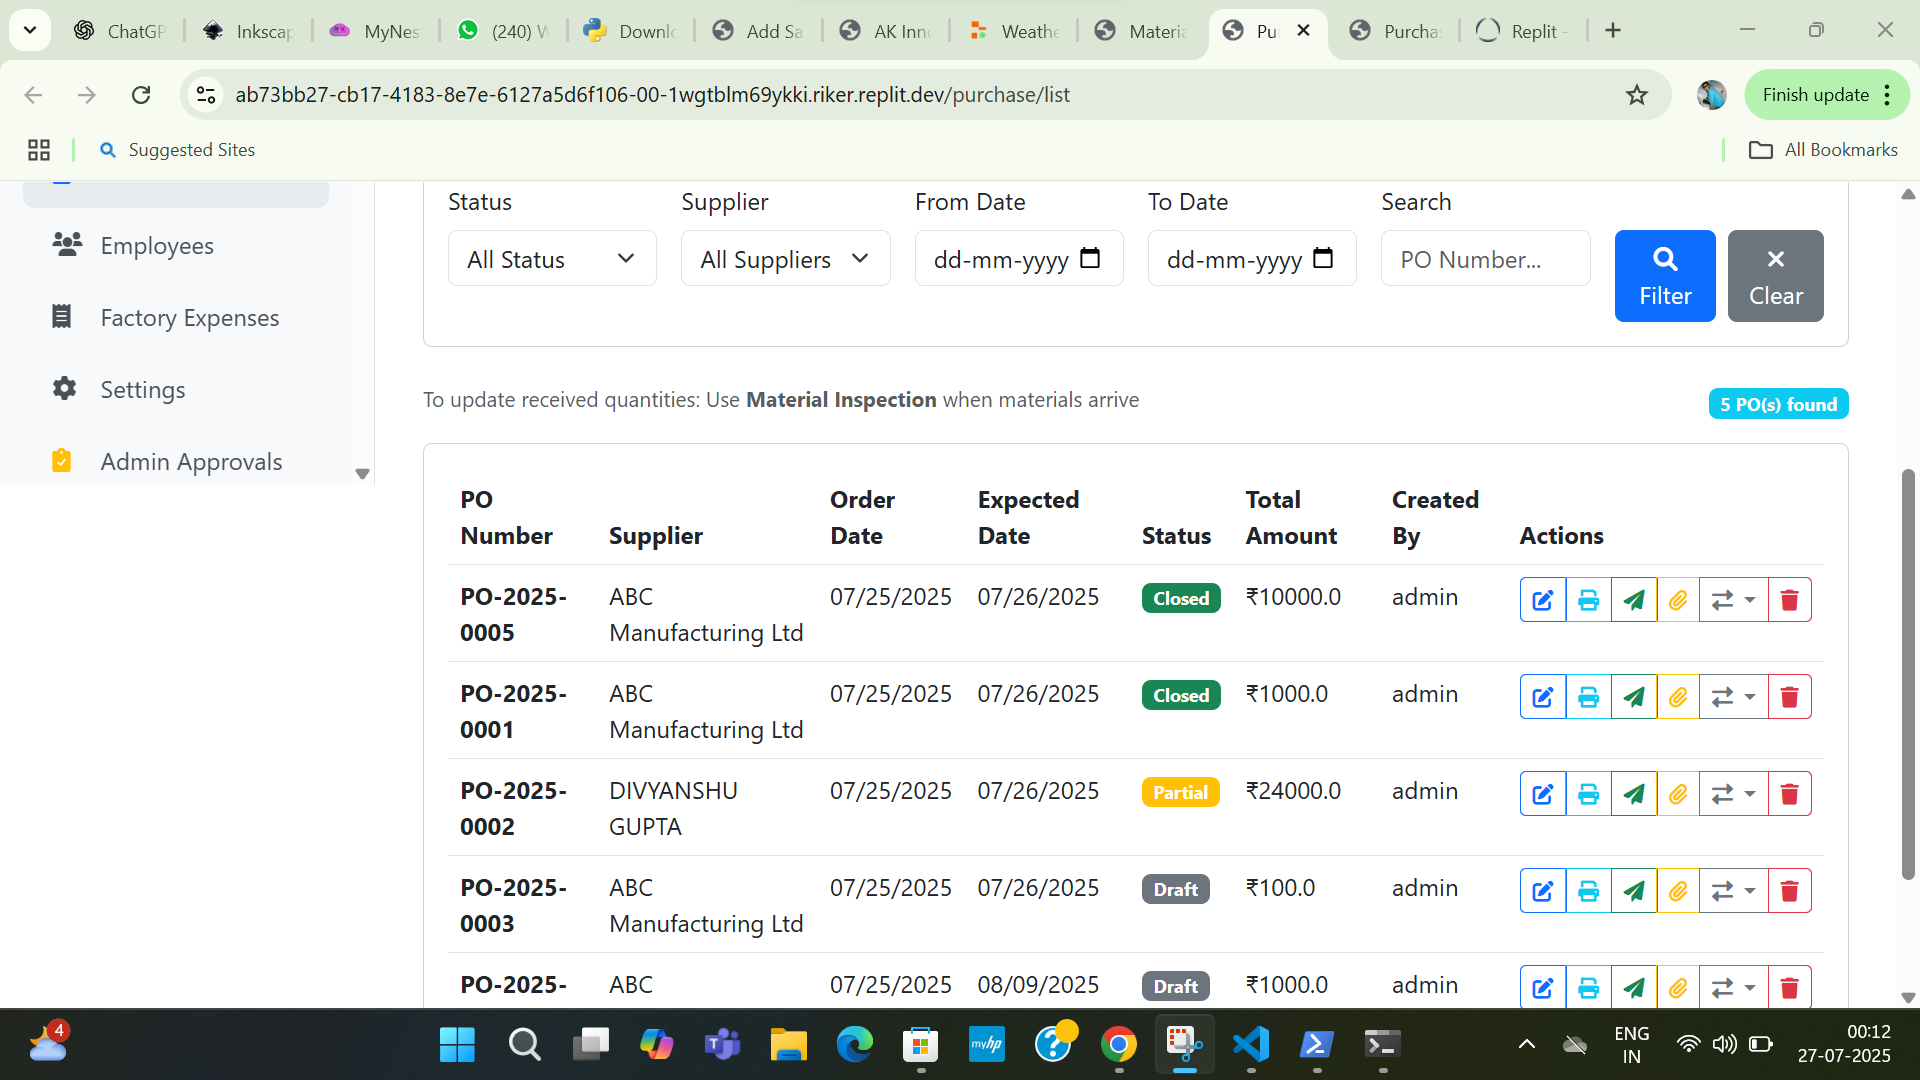 ChatGP
Inkscap
MyNes
(240) W
Downlo
Add Sa
AK Inno
Weathe
Materia
Pu
Purcha
Replit -
ab73bb27-cb17-4183-8e7e-6127a5d6f106-00-1wgtblm69ykki.riker.replit.dev/purchase/list
Finish update
Suggested Sites
All Bookmarks
Employees
Factory Expenses
Settings
Admin Approvals
Status
Supplier
From Date
To Date
Search
All Status
All Suppliers
dd-mm-yyyy
dd-mm-yyyy
PO Number...
Filter
Clear
To update received quantities: Use Material Inspection when materials arrive
5 PO(s) found
PO Number
Supplier
Order Date
Expected Date
Status
Total Amount
Created By
Actions
PO-2025-0005
ABC Manufacturing Ltd
07/25/2025
07/26/2025
Closed
₹10000.0
admin
PO-2025-0001
ABC Manufacturing Ltd
07/25/2025
07/26/2025
Closed
₹1000.0
admin
PO-2025-0002
DIVYANSHU GUPTA
07/25/2025
07/26/2025
Partial
₹24000.0
admin
PO-2025-0003
ABC Manufacturing Ltd
07/25/2025
07/26/2025
Draft
₹100.0
admin
PO-2025-
ABC
07/25/2025
08/09/2025
Draft
₹1000.0
admin
4
myhp
ENG
IN
00:12
27-07-2025